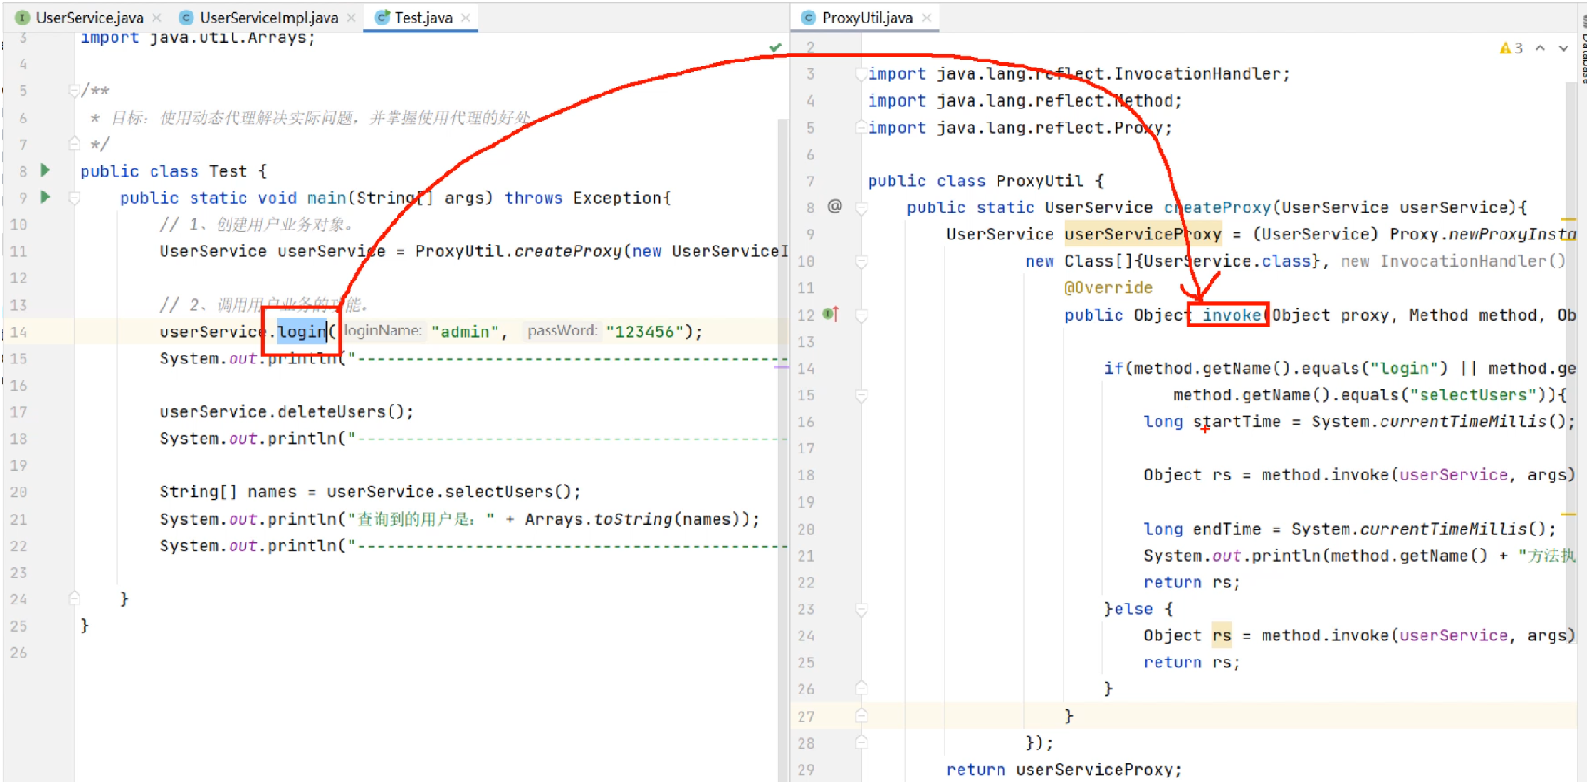 UserService.java UserServiceImpl.java Test.java
3 import java.util.Arrays;
4
5 /**
6 * 目标：使用动态代理解决实际问题，并掌握使用代理的好处
7 */
8 public class Test {
9 public static void main(String[] args) throws Exception{
10 // 1、创建用户业务对象。
11 UserService userService = ProxyUtil.createProxy(new UserServiceI
12
13 // 2、调用用户业务的功能。
14 userService.login( loginName: "admin", passWord: "123456");
15 System.out.println("-----------------------------------------
16
17 userService.deleteUsers();
18 System.out.println("-----------------------------------------
19
20 String[] names = userService.selectUsers();
21 System.out.println("查询到的用户是：" + Arrays.toString(names));
22 System.out.println("-----------------------------------------
23
24 }
25 }
26
ProxyUtil.java
2
3
3 import java.lang.reflect.InvocationHandler;
4 import java.lang.reflect.Method;
5 import java.lang.reflect.Proxy;
6
7 public class ProxyUtil {
8 @ public static UserService createProxy(UserService userService){
9 UserService userServiceProxy = (UserService) Proxy.newProxyInsta
10 new Class[]{UserService.class}, new InvocationHandler()
11 @Override
12 public Object invoke(Object proxy, Method method, Ob
13
14 if(method.getName().equals("login") || method.ge
15 method.getName().equals("selectUsers")){
16 long startTime = System.currentTimeMillis();
17
18 Object rs = method.invoke(userService, args)
19
20 long endTime = System.currentTimeMillis();
21 System.out.println(method.getName() + "方法执
22 return rs;
23 }else {
24 Object rs = method.invoke(userService, args)
25 return rs;
26 }
27 }
28 });
29 return userServiceProxy;
Database